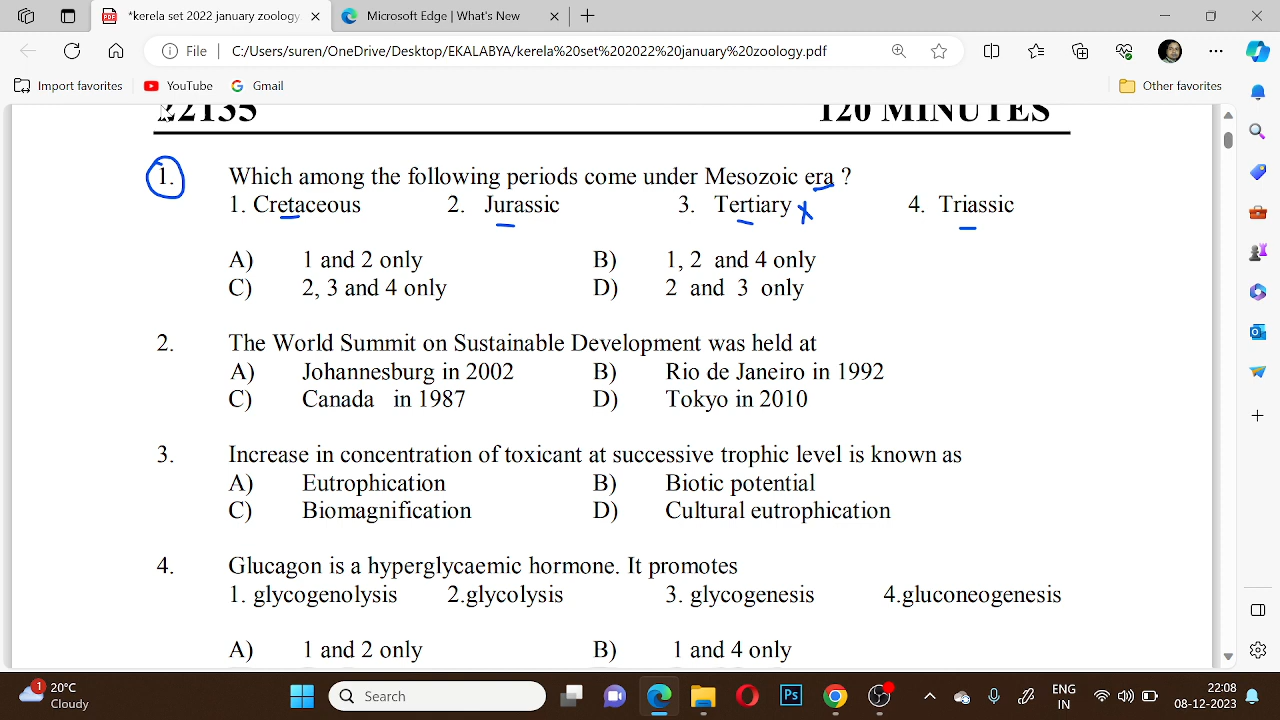 *kerela set 2022 january zoology
Microsoft Edge | What's New
File C:/Users/suren/OneDrive/Desktop/EKALABYA/kerela%20set%202022%20january%20zoology.pdf
Import favorites YouTube Gmail Other favorites
22135 120 MINUTES
1. Which among the following periods come under Mesozoic era ?
1. Cretaceous 2. Jurassic 3. Tertiary x 4. Triassic
A) 1 and 2 only B) 1, 2 and 4 only
C) 2, 3 and 4 only D) 2 and 3 only
2. The World Summit on Sustainable Development was held at
A) Johannesburg in 2002 B) Rio de Janeiro in 1992
C) Canada in 1987 D) Tokyo in 2010
3. Increase in concentration of toxicant at successive trophic level is known as
A) Eutrophication B) Biotic potential
C) Biomagnification D) Cultural eutrophication
4. Glucagon is a hyperglycaemic hormone. It promotes
1. glycogenolysis 2.glycolysis 3. glycogenesis 4.gluconeogenesis
A) 1 and 2 only B) 1 and 4 only
1 20°C
Cloudy
Search
Ps
ENG
IN
22:08
08-12-2023